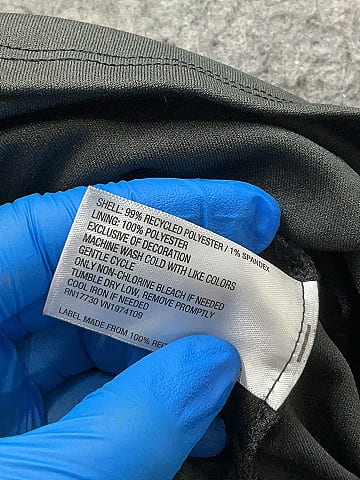 SHELL: 99% RECYCLED POLYESTER / 1% SPANDEX
LINING: 100% POLYESTER
EXCLUSIVE OF DECORATION
MACHINE WASH COLD WITH LIKE COLORS
GENTLE CYCLE
ONLY NON-CHLORINE BLEACH IF NEEDED
TUMBLE DRY LOW, REMOVE PROMPTLY
COOL IRON IF NEEDED
RN17730 VN1974105
LABEL MADE FROM 100%